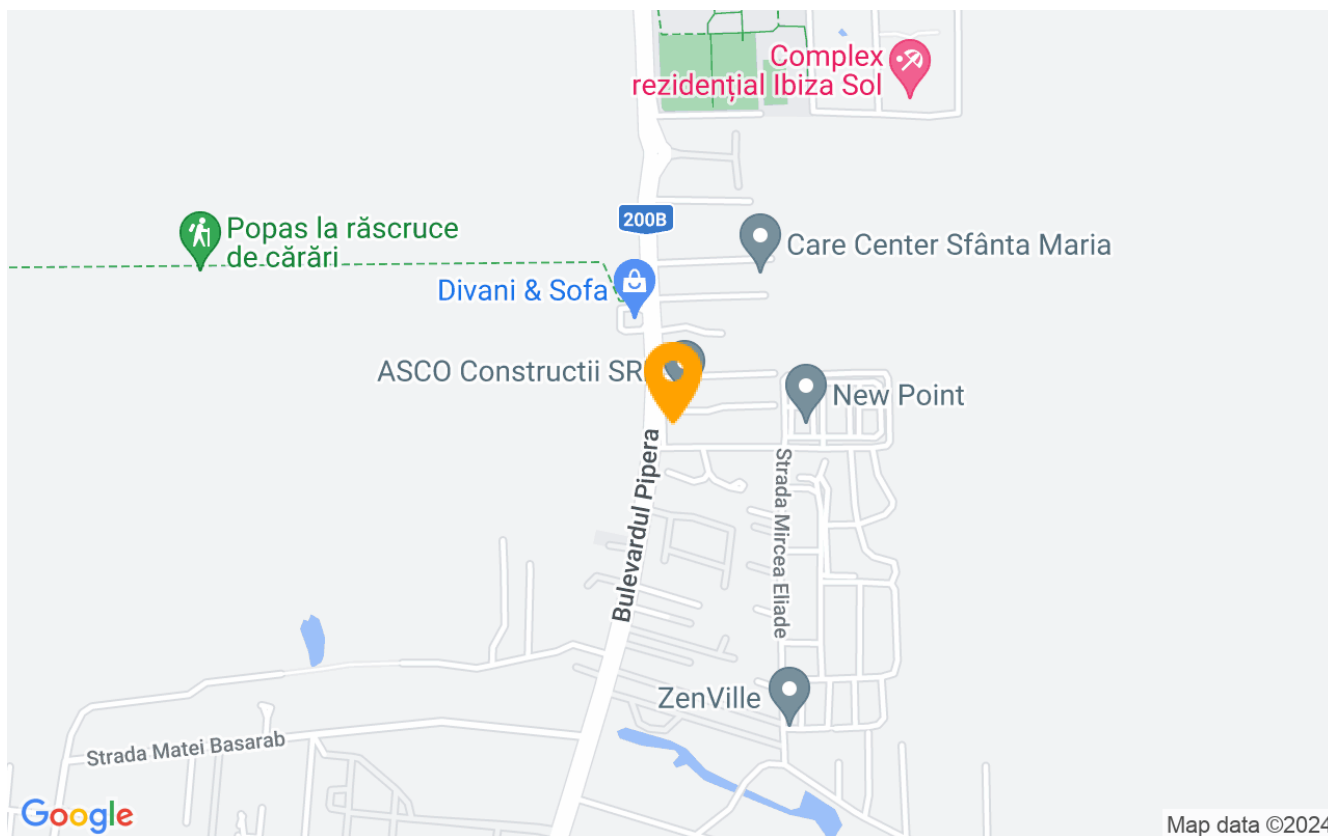 Complex
rezidențial Ibiza Sol
200B
Popas la răscruce
de cărări
Care Center Sfânta Maria
Divani & Sofa
ASCO Constructii SR
New Point
Bulevardul Pipera
Strada Mircea Eliade
ZenVille
Strada Matei Basarab
Google
Map data ©2024